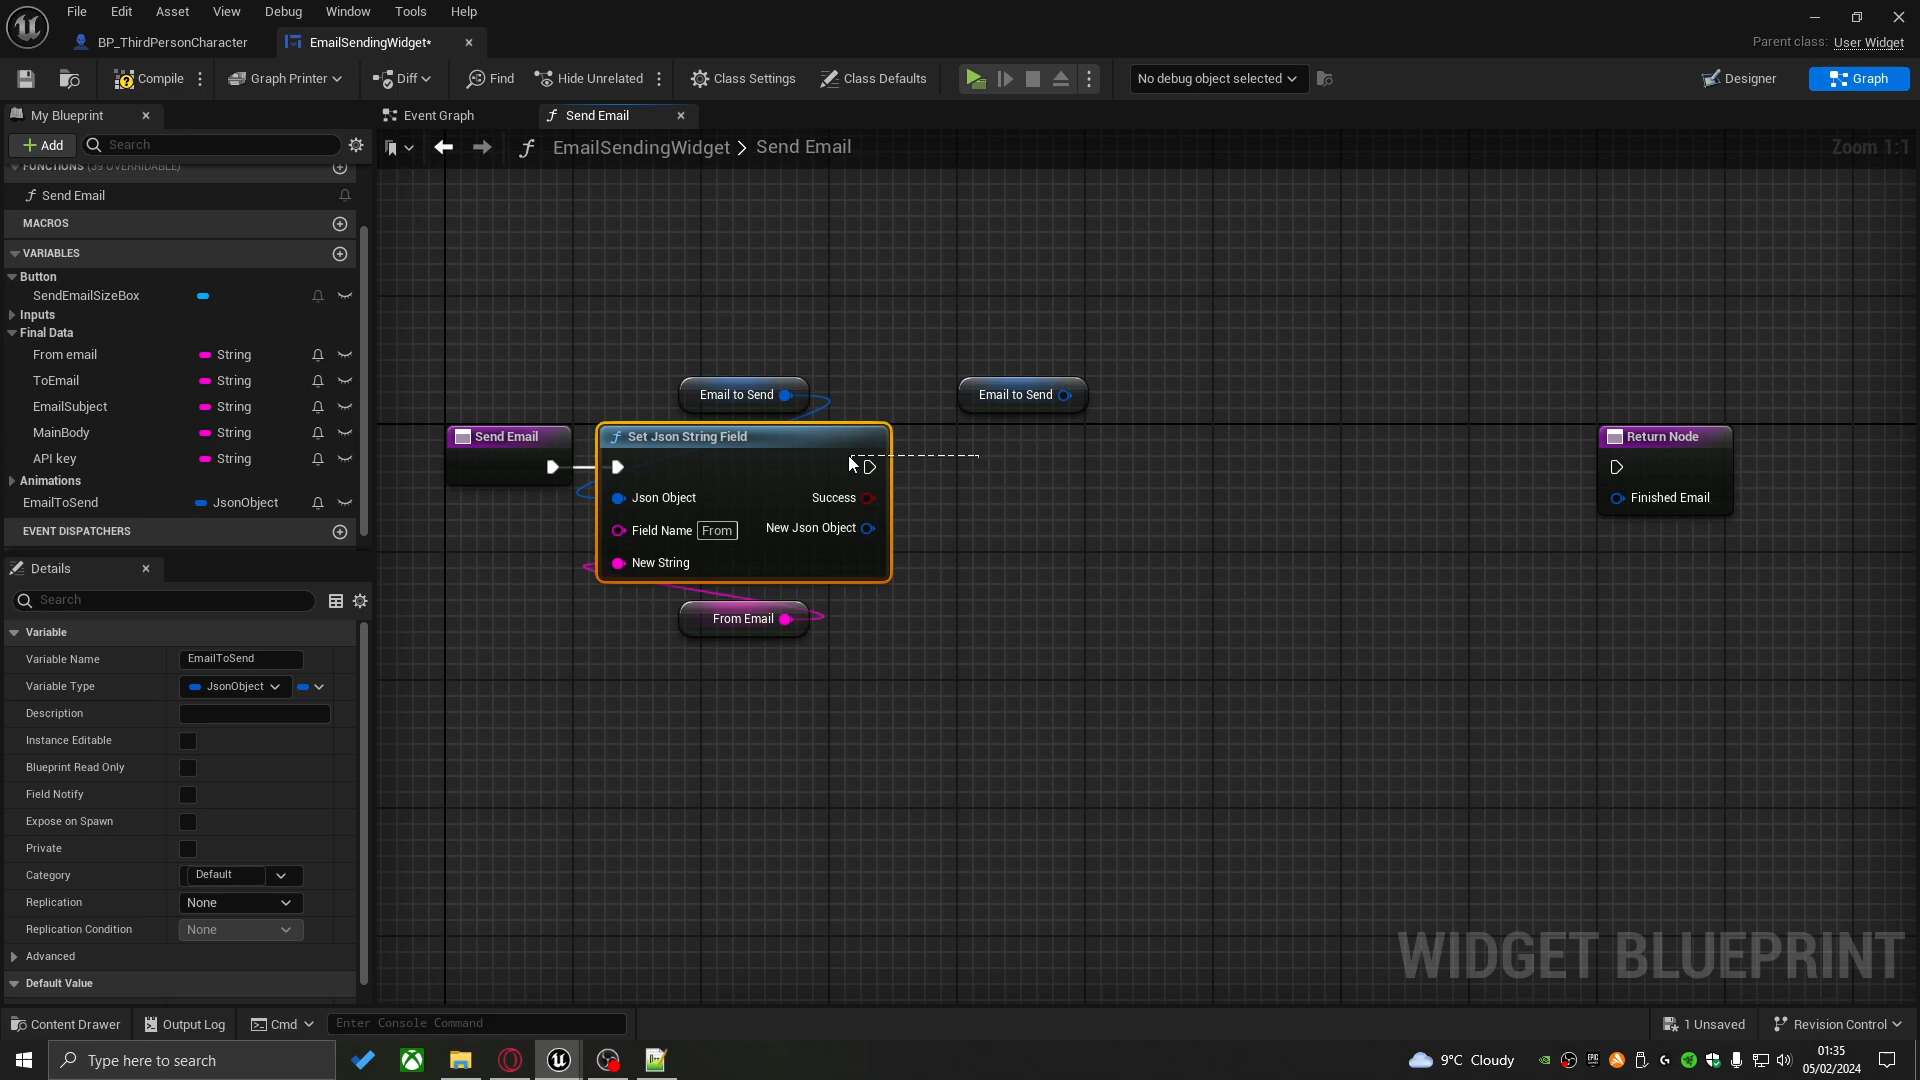 File Edit Asset View Debug Window Tools Help
BP_ThirdPersonCharacter
EmailSendingWidget*
Parent class: User Widget
Compile
Graph Printer
Diff
Find
Hide Unrelated
Class Settings
Class Defaults
No debug object selected
Designer
Graph
My Blueprint
Event Graph
Send Email
Add
Search
EmailSendingWidget > Send Email
Zoom 1:1
FUNCTIONS (39 OVERRIDABLE)
Send Email
MACROS
VARIABLES
Button
SendEmailSizeBox
Inputs
Final Data
From email String
ToEmail String
EmailSubject String
MainBody String
API key String
Animations
EmailToSend JsonObject
EVENT DISPATCHERS
Email to Send
Email to Send
Send Email
Set Json String Field
Json Object
Success
Field Name From
New Json Object
New String
From Email
Return Node
Finished Email
Details
Search
Variable
Variable Name EmailToSend
Variable Type JsonObject
Description
Instance Editable
Blueprint Read Only
Field Notify
Expose on Spawn
Private
Category Default
Replication None
Replication Condition None
Advanced
Default Value
WIDGET BLUEPRINT
Content Drawer
Output Log
Cmd
Enter Console Command
1 Unsaved
Revision Control
Type here to search
9°C Cloudy
01:35
05/02/2024